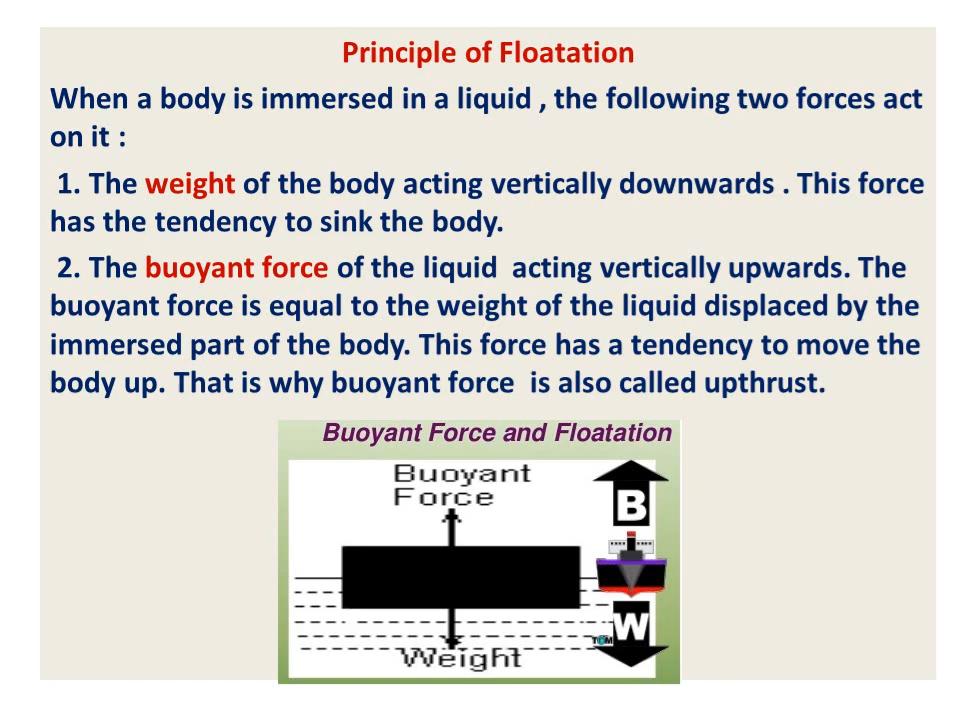 Principle of Floatation
When a body is immersed in a liquid , the following two forces act
on it :
1. The weight of the body acting vertically downwards . This force
has the tendency to sink the body.
2. The buoyant force of the liquid  acting vertically upwards. The
buoyant force is equal to the weight of the liquid displaced by the
immersed part of the body. This force has a tendency to move the
body up. That is why buoyant force  is also called upthrust.
Buoyant Force and Floatation
Buoyant
Force
B
W
TCM
Weight